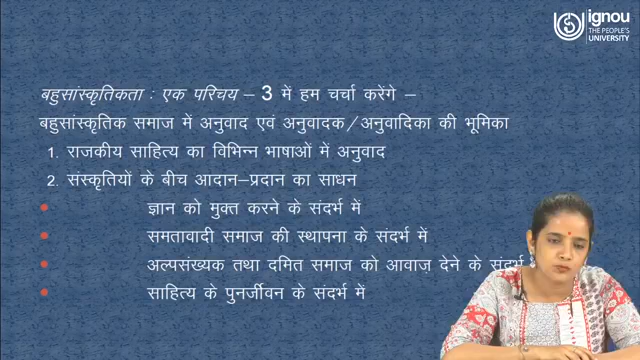 ignou
THE PEOPLE'S
UNIVERSITY
बहुसांस्कृतिकता : एक परिचय – 3 में हम चर्चा करेंगे –
बहुसांस्कृतिक समाज में अनुवाद एवं अनुवादक/अनुवादिका की भूमिका
1. राजकीय साहित्य का विभिन्न भाषाओं में अनुवाद
2. संस्कृतियों के बीच आदान–प्रदान का साधन
• ज्ञान को मुक्त करने के संदर्भ में
• समतावादी समाज की स्थापना के संदर्भ में
• अल्पसंख्यक तथा दमित समाज को आवाज़ देने के संदर्भ
• साहित्य के पुनर्जीवन के संदर्भ में